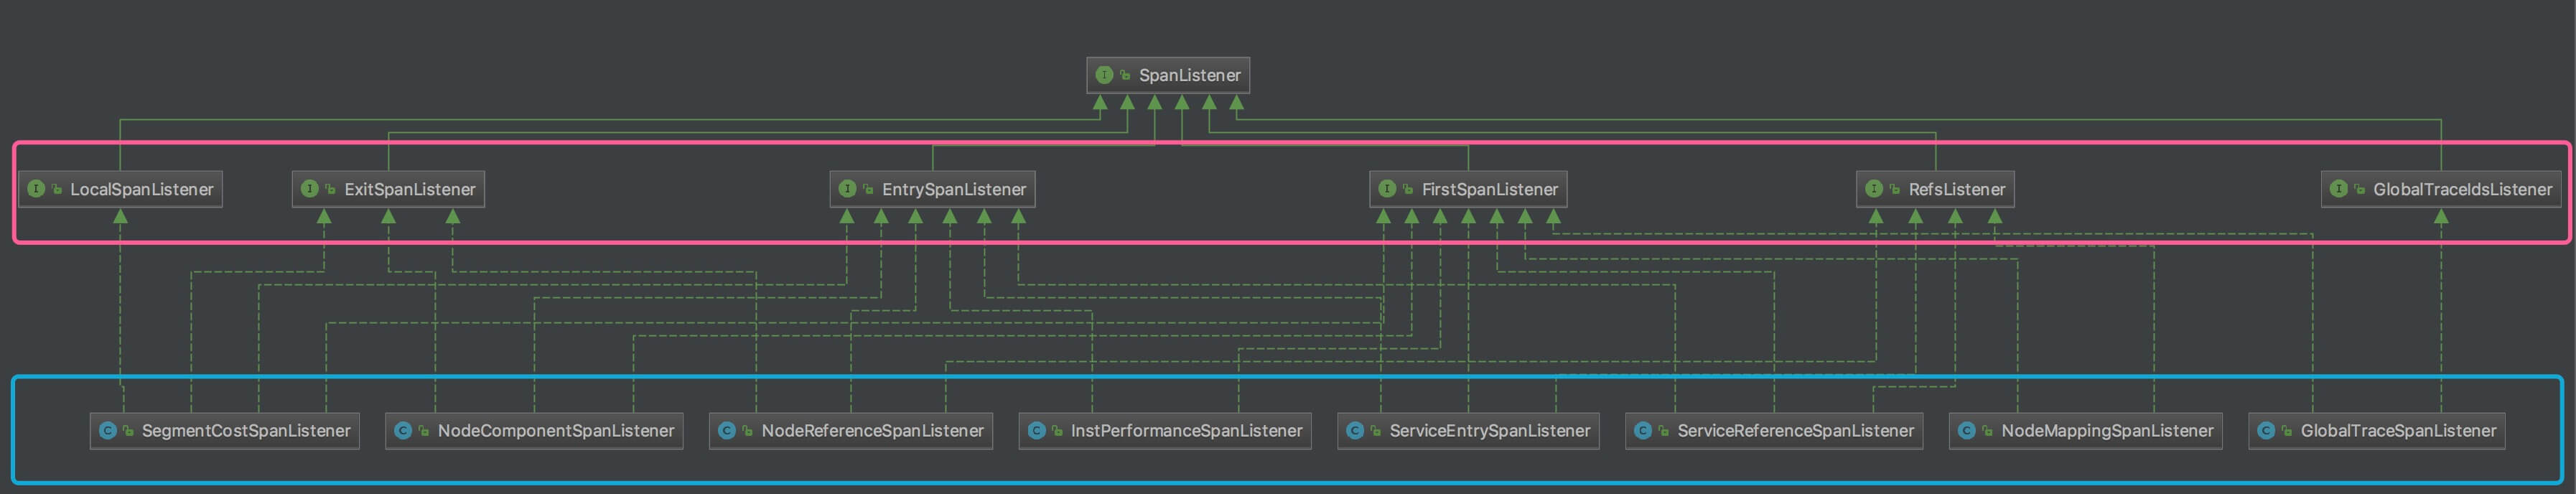 SpanListener
LocalSpanListener
ExitSpanListener
EntrySpanListener
FirstSpanListener
RefsListener
GlobalTraceIdsListener
SegmentCostSpanListener
NodeComponentSpanListener
NodeReferenceSpanListener
InstPerformanceSpanListener
ServiceEntrySpanListener
ServiceReferenceSpanListener
NodeMappingSpanListener
GlobalTraceSpanListener